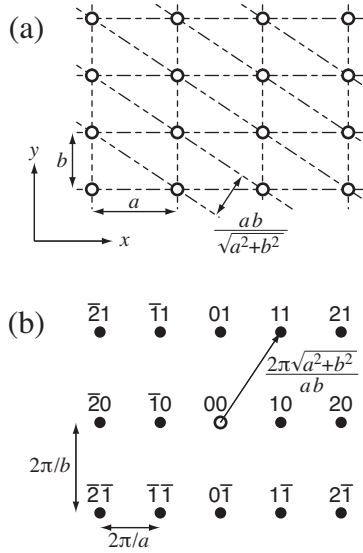 (a)
b
y
a
x
ab
√a²+b²
(b)
2̅1 1̅1 01 11 21
2π√a²+b²
ab
2̅0 1̅0 00 10 20
2π/b
2̅1̅ 1̅1̅ 01̅ 11̅ 21̅
2π/a